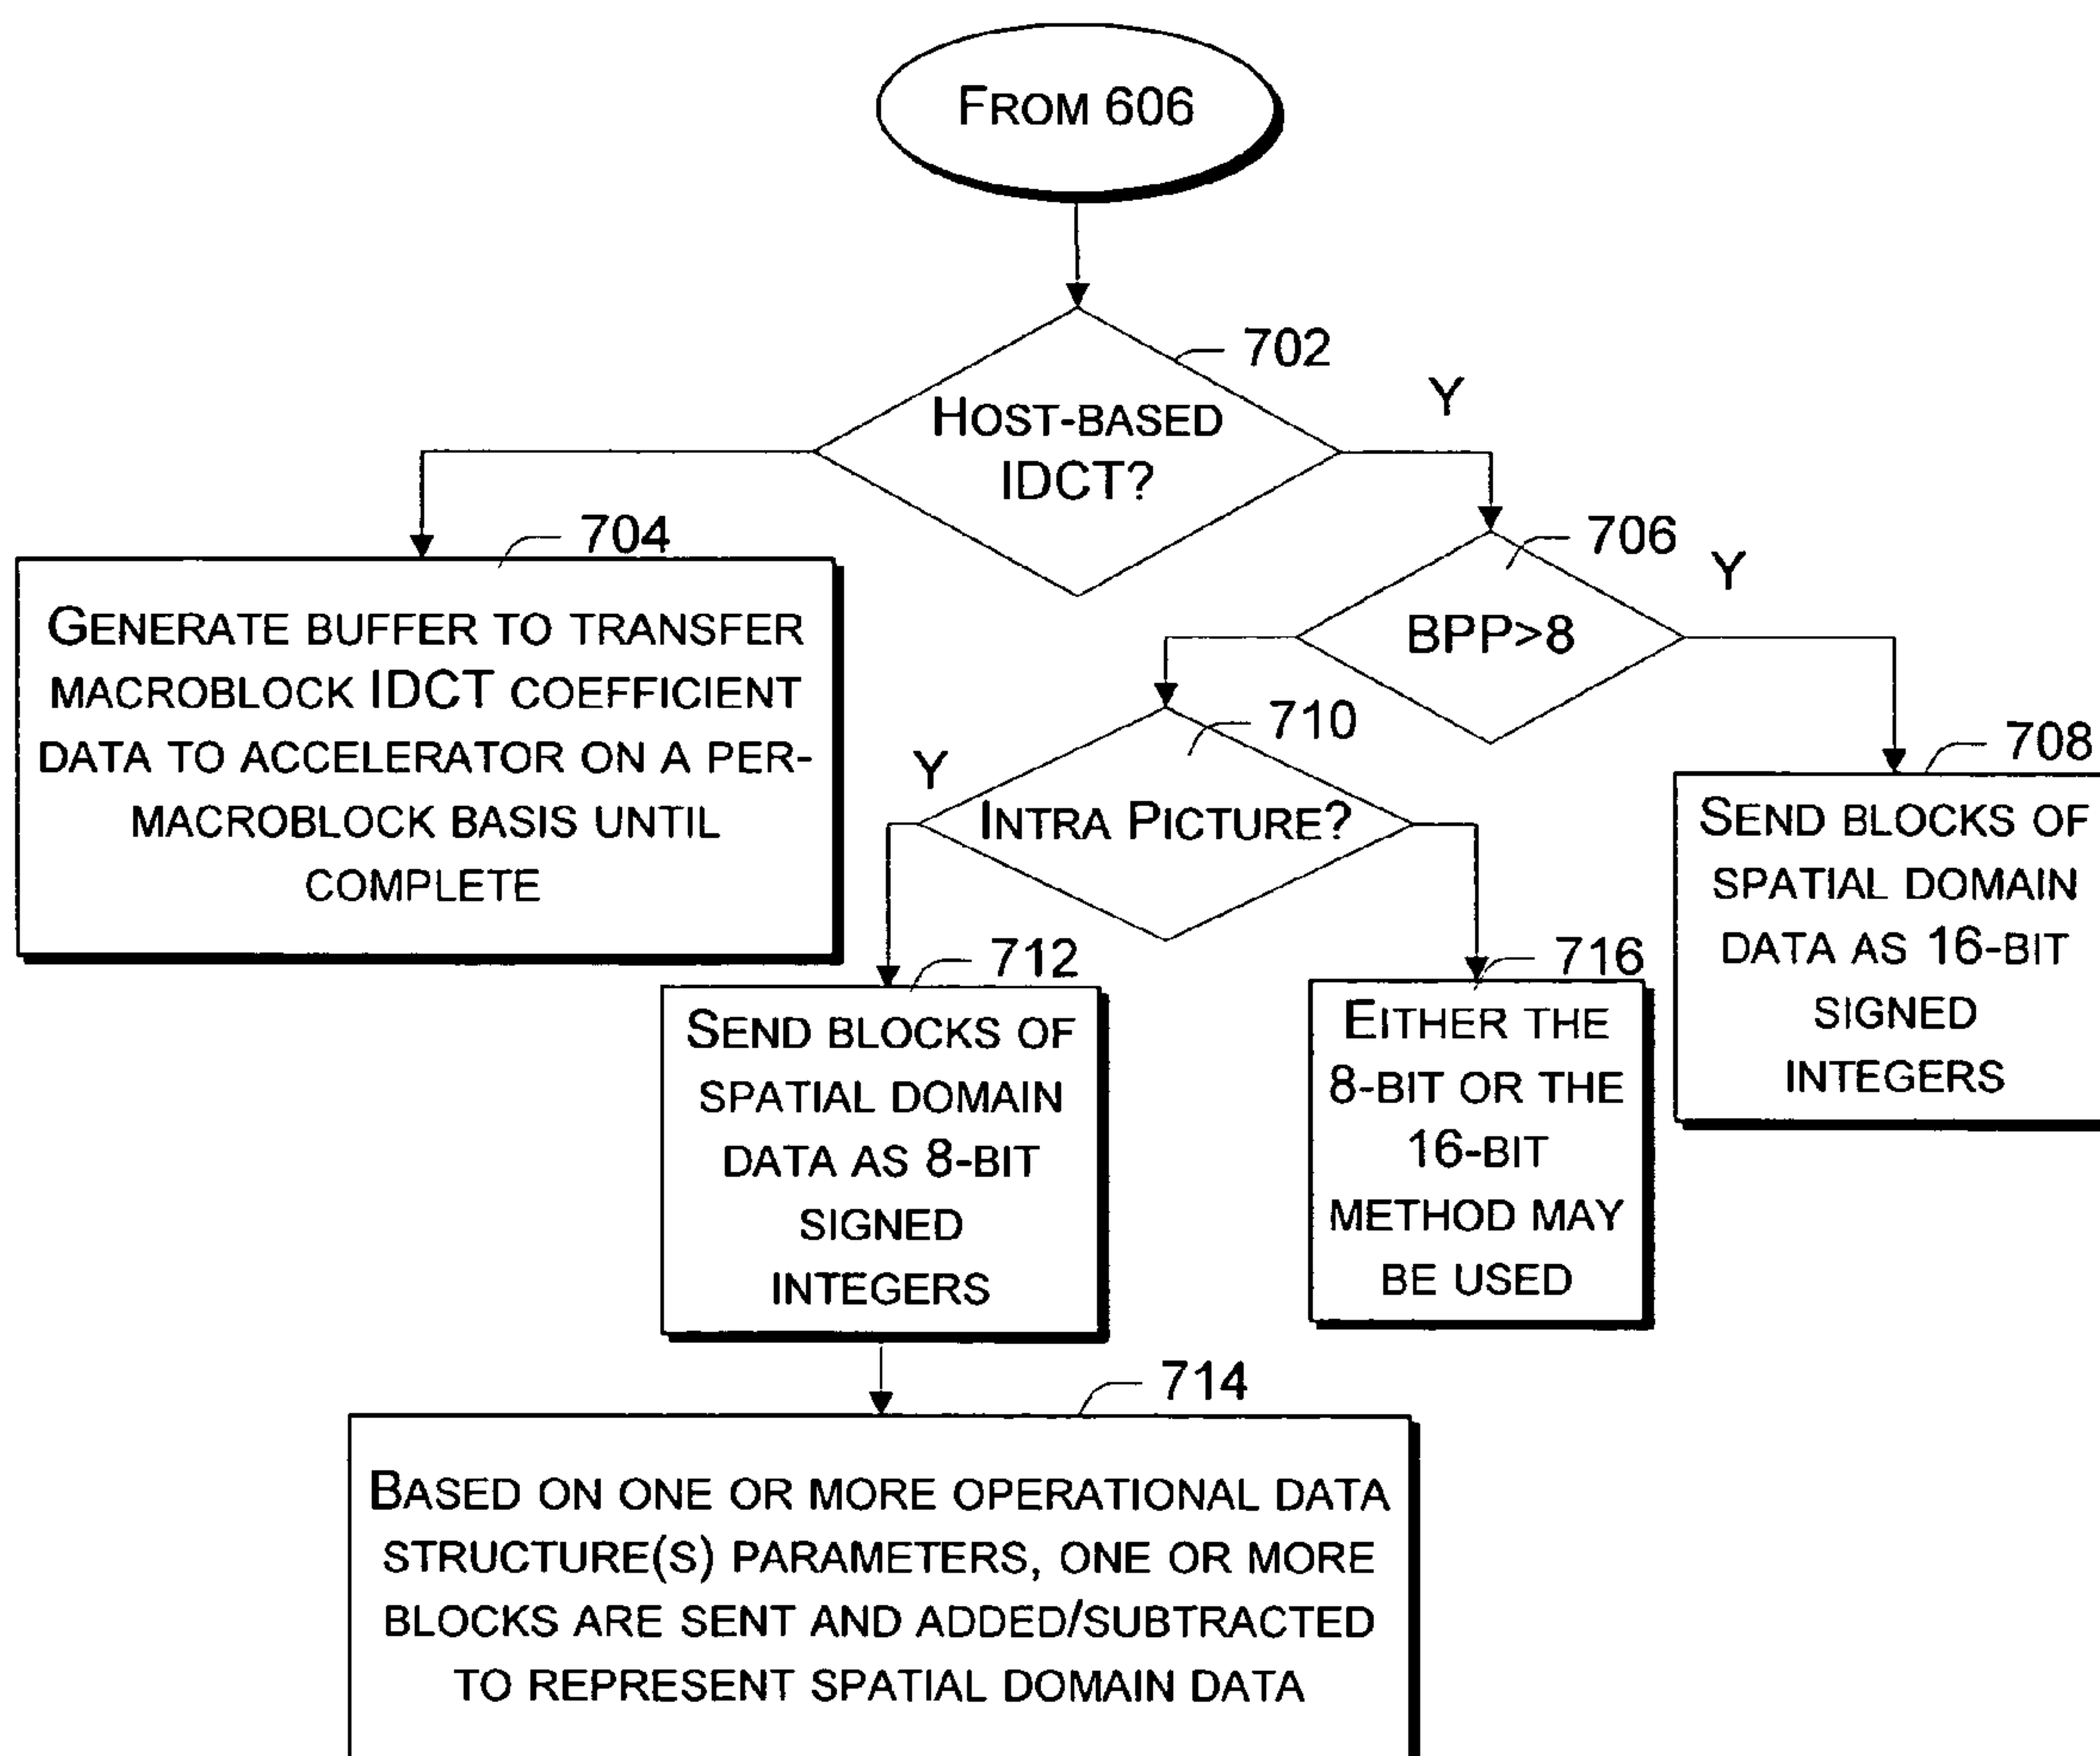 FROM 606
702
HOST-BASED
IDCT?
Y
704
GENERATE BUFFER TO TRANSFER
MACROBLOCK IDCT COEFFICIENT
DATA TO ACCELERATOR ON A PER-
MACROBLOCK BASIS UNTIL
COMPLETE
706
BPP>8
Y
710
INTRA PICTURE?
Y
708
SEND BLOCKS OF
SPATIAL DOMAIN
DATA AS 16-BIT
SIGNED
INTEGERS
712
SEND BLOCKS OF
SPATIAL DOMAIN
DATA AS 8-BIT
SIGNED
INTEGERS
716
EITHER THE
8-BIT OR THE
16-BIT
METHOD MAY
BE USED
714
BASED ON ONE OR MORE OPERATIONAL DATA
STRUCTURE(S) PARAMETERS, ONE OR MORE
BLOCKS ARE SENT AND ADDED/SUBTRACTED
TO REPRESENT SPATIAL DOMAIN DATA